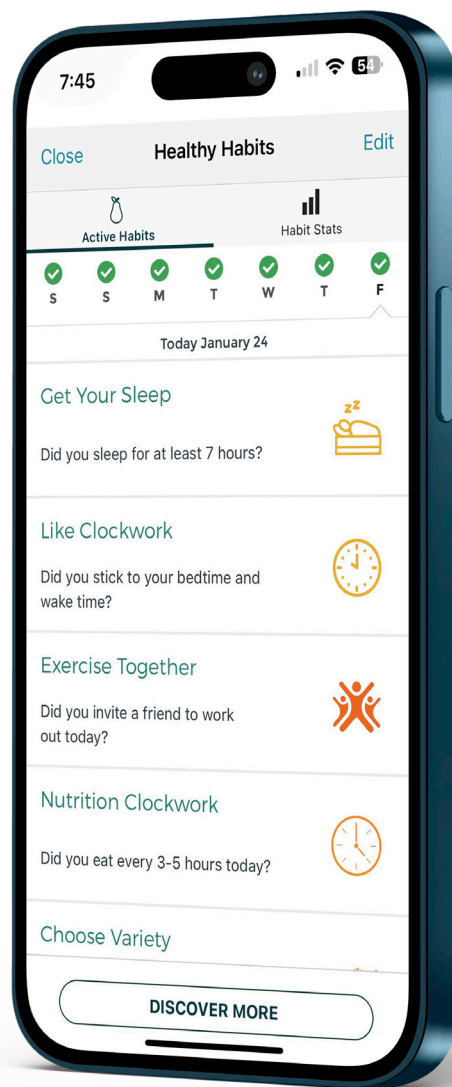 7:45
54
Close
Healthy Habits
Edit
Active Habits
Habit Stats
S S M T W T F
Today January 24
Get Your Sleep
zz
Did you sleep for at least 7 hours?
Like Clockwork
Did you stick to your bedtime and
wake time?
Exercise Together
Did you invite a friend to work
out today?
Nutrition Clockwork
Did you eat every 3-5 hours today?
Choose Variety
DISCOVER MORE